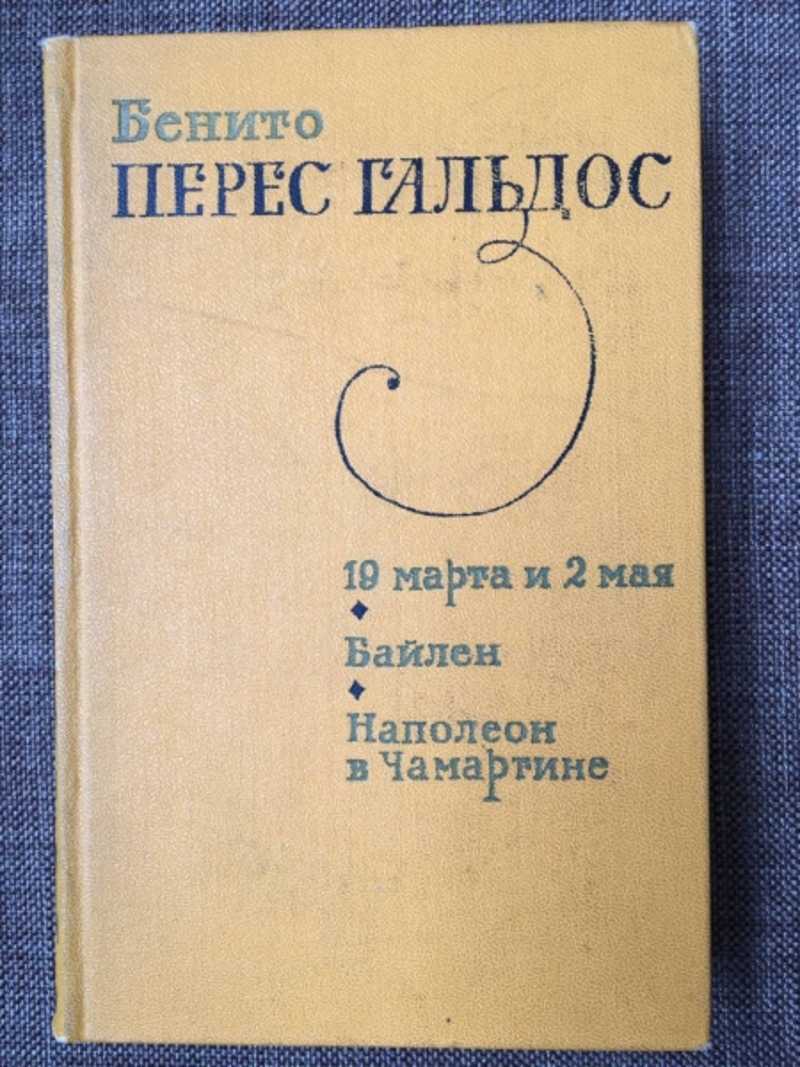 Бенито
ПЕРЕС ГАЛЬДОС
19 марта и 2 мая
Байлен
Наполеон
в Чамартине